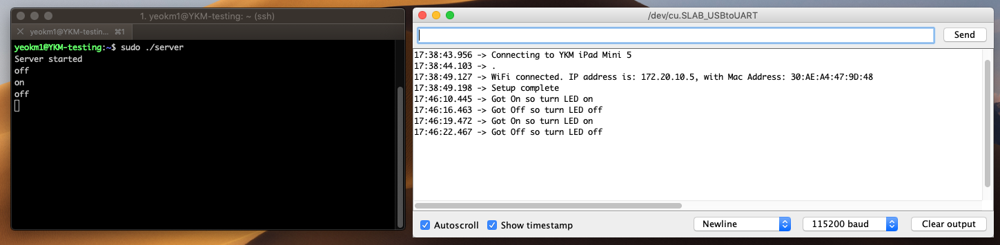 1. yeokm1@YKM-testing: ~ (ssh)
yeokm1@YKM-testin... ⌘1
yeokm1@YKM-testing:~$ sudo ./server
Server started
off
on
off
/dev/cu.SLAB_USBtoUART
Send
17:38:43.956 -> Connecting to YKM iPad Mini 5
17:38:44.103 -> .
17:38:49.127 -> WiFi connected. IP address is: 172.20.10.5, with Mac Address: 30:AE:A4:47:9D:48
17:38:49.198 -> Setup complete
17:46:10.445 -> Got On so turn LED on
17:46:16.463 -> Got Off so turn LED off
17:46:19.472 -> Got On so turn LED on
17:46:22.467 -> Got Off so turn LED off
Autoscroll Show timestamp Newline 115200 baud Clear output